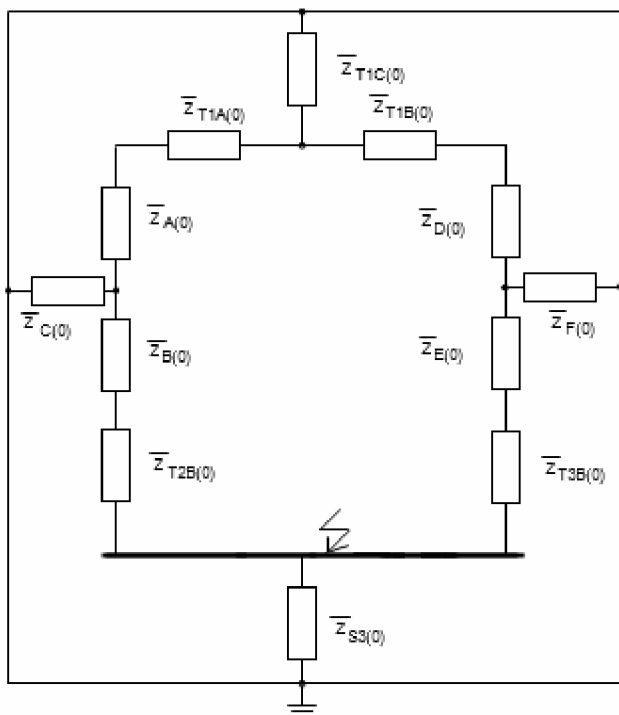 z̅T1C(0)
z̅T1A(0)
z̅T1B(0)
z̅A(0)
z̅D(0)
z̅C(0)
z̅F(0)
z̅B(0)
z̅E(0)
z̅T2B(0)
z̅T3B(0)
z̅S3(0)